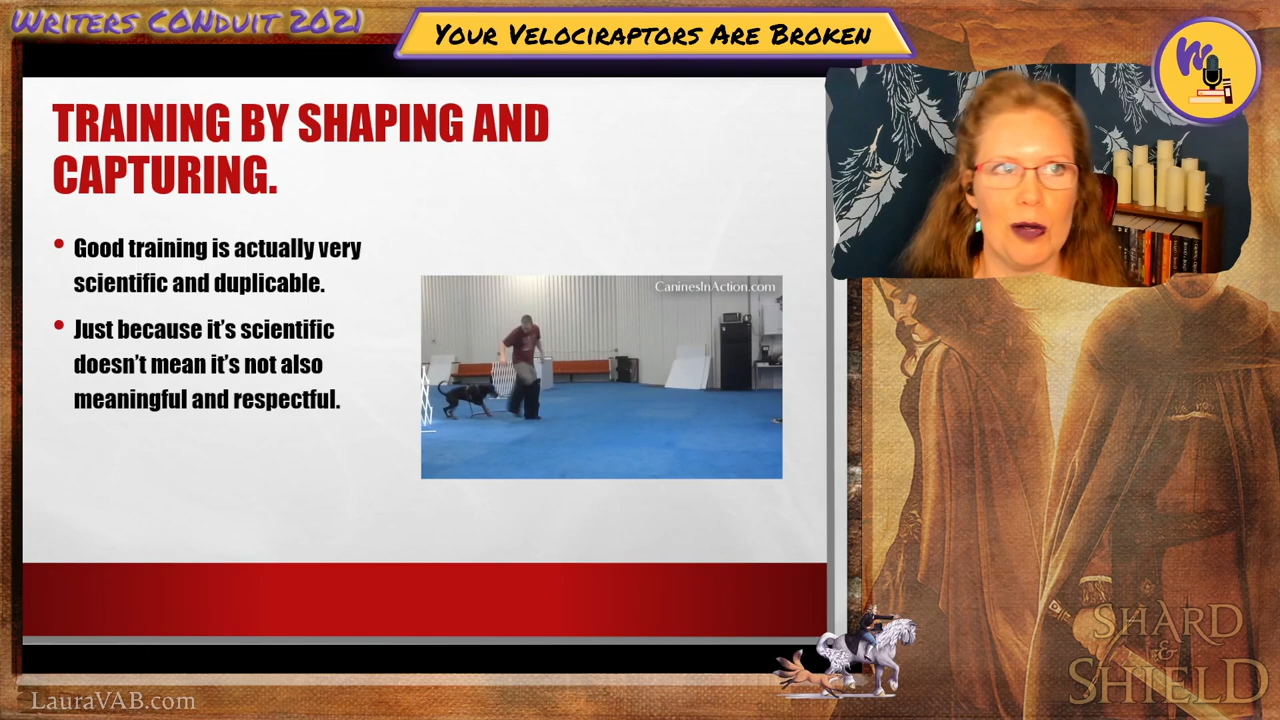 Writers CONduit 2021
Your Velociraptors Are Broken
W
TRAINING BY SHAPING AND
CAPTURING.
• Good training is actually very
scientific and duplicable.
• Just because it's scientific
doesn't mean it's not also
meaningful and respectful.
CaninesInAction.com
SHARD
&
SHIELD
LauraVAB.com